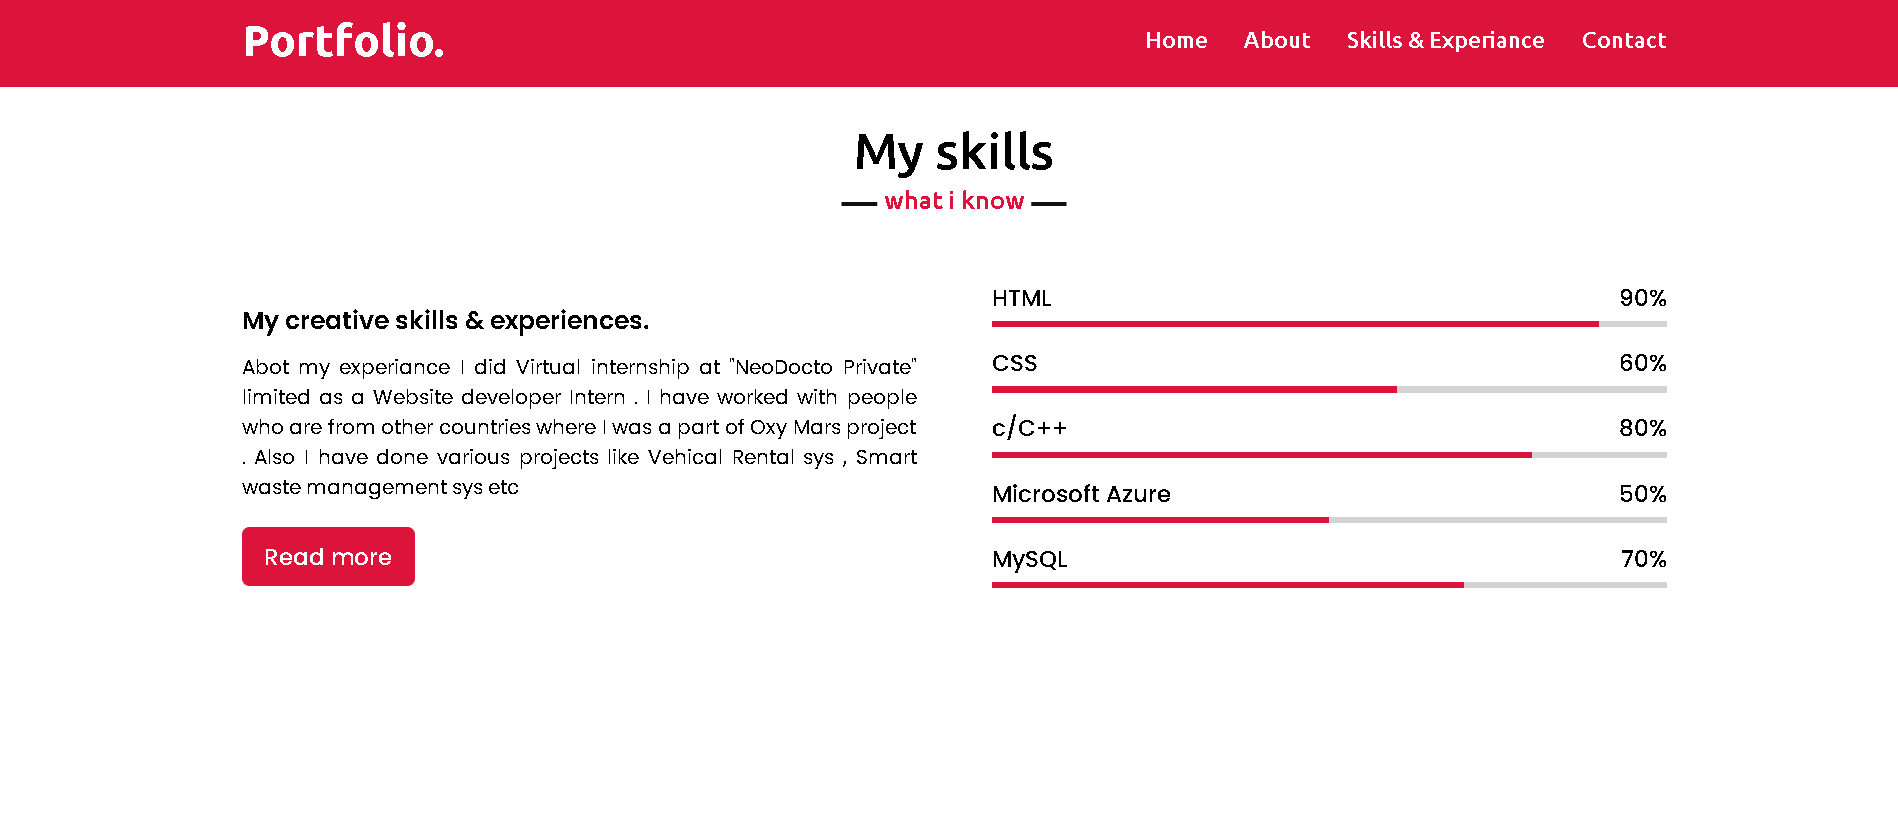 Portfolio.
Home About Skills & Experiance Contact
My skills
what i know
My creative skills & experiences.
Abot my experiance I did Virtual internship at "NeoDocto Private"
limited as a Website developer Intern . I have worked with people
who are from other countries where I was a part of Oxy Mars project
. Also I have done various projects like Vehical Rental sys , Smart
waste management sys etc
Read more
HTML 90%
CSS 60%
c/C++ 80%
Microsoft Azure 50%
MySQL 70%